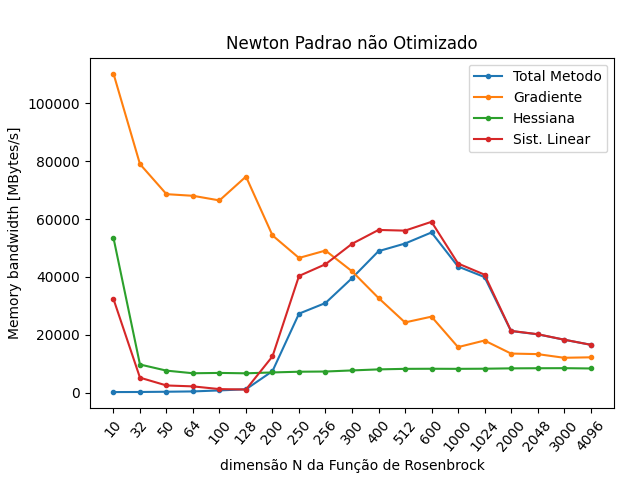 Newton Padrao não Otimizado
Total Metodo
Gradiente
Hessiana
Sist. Linear
Memory bandwidth [MBytes/s]
100000
80000
60000
40000
20000
0
10 32 50 64 100 128 200 250 256 300 400 512 600 1000 1024 2000 2048 3000 4096
dimensão N da Função de Rosenbrock